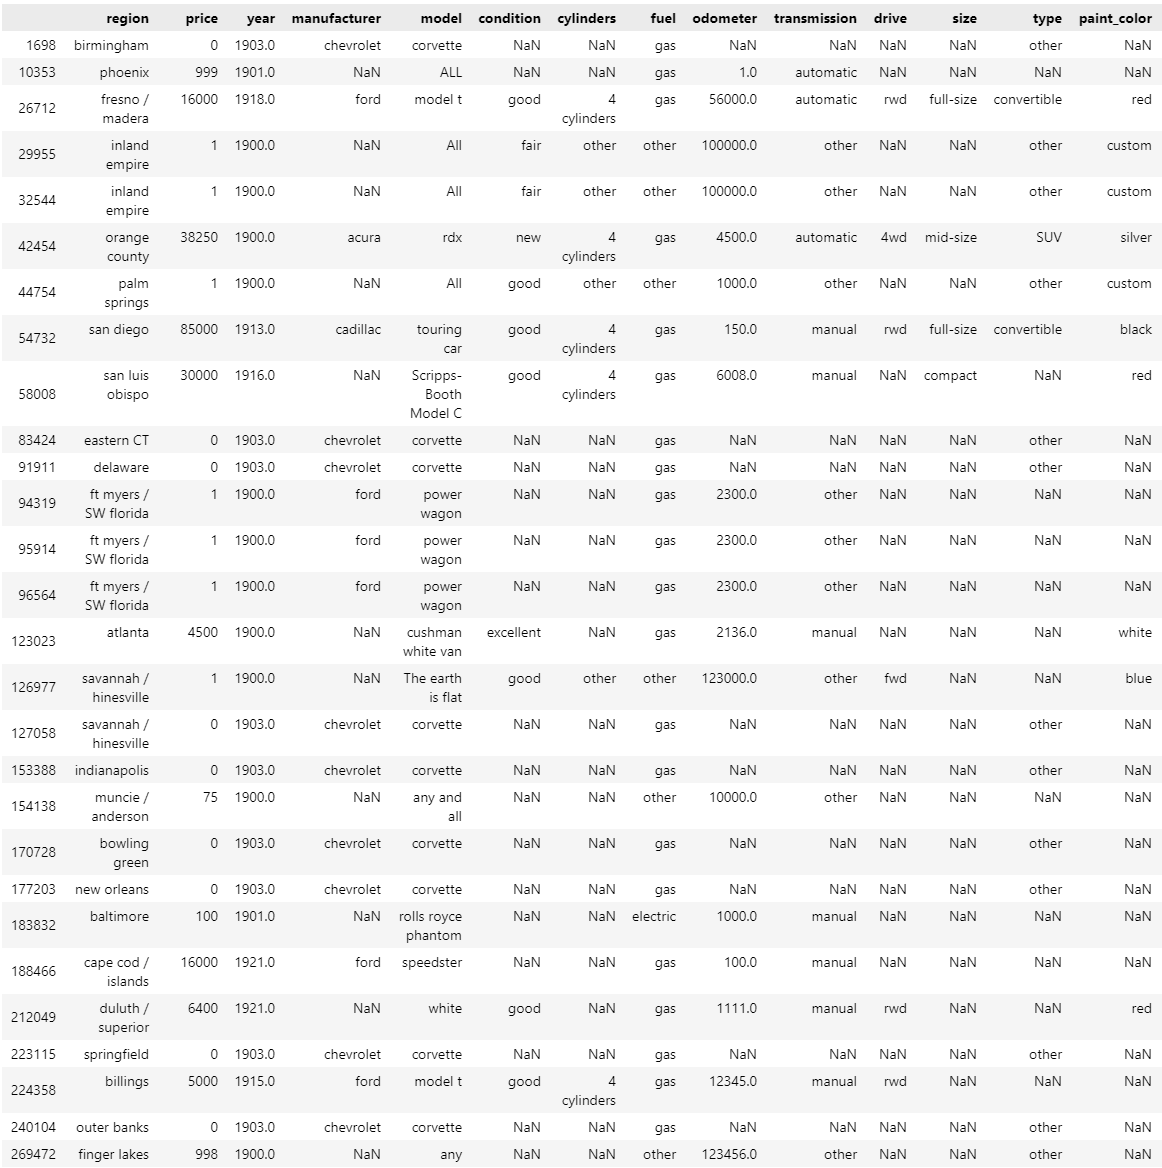 region price year manufacturer model condition cylinders fuel odometer transmission drive size type paint_color
1698 birmingham 0 1903.0 chevrolet corvette NaN NaN gas NaN NaN NaN NaN other NaN
10353 phoenix 999 1901.0 NaN ALL NaN NaN gas 1.0 automatic NaN NaN NaN NaN
26712 fresno / 16000 1918.0 ford model t good 4 gas 56000.0 automatic rwd full-size convertible red
madera cylinders
29955 inland 1 1900.0 NaN All fair other other 100000.0 other NaN NaN other custom
empire
32544 inland 1 1900.0 NaN All fair other other 100000.0 other NaN NaN other custom
empire
42454 orange 38250 1900.0 acura rdx new 4 gas 4500.0 automatic 4wd mid-size SUV silver
county cylinders
44754 palm 1 1900.0 NaN All good other other 1000.0 other NaN NaN other custom
springs
54732 san diego 85000 1913.0 cadillac touring good 4 gas 150.0 manual rwd full-size convertible black
car cylinders
58008 san luis 30000 1916.0 NaN Scripps- good 4 gas 6008.0 manual NaN compact NaN red
obispo Booth cylinders
Model C
83424 eastern CT 0 1903.0 chevrolet corvette NaN NaN gas NaN NaN NaN NaN other NaN
91911 delaware 0 1903.0 chevrolet corvette NaN NaN gas NaN NaN NaN NaN other NaN
94319 ft myers / 1 1900.0 ford power NaN NaN gas 2300.0 other NaN NaN NaN NaN
SW florida wagon
95914 ft myers / 1 1900.0 ford power NaN NaN gas 2300.0 other NaN NaN NaN NaN
SW florida wagon
96564 ft myers / 1 1900.0 ford power NaN NaN gas 2300.0 other NaN NaN NaN NaN
SW florida wagon
123023 atlanta 4500 1900.0 NaN cushman excellent NaN gas 2136.0 manual NaN NaN NaN white
white van
126977 savannah / 1 1900.0 NaN The earth good other other 123000.0 other fwd NaN NaN blue
hinesville is flat
127058 savannah / 0 1903.0 chevrolet corvette NaN NaN gas NaN NaN NaN NaN other NaN
hinesville
153388 indianapolis 0 1903.0 chevrolet corvette NaN NaN gas NaN NaN NaN NaN other NaN
154138 muncie / 75 1900.0 NaN any and NaN NaN other 10000.0 other NaN NaN NaN NaN
anderson all
170728 bowling 0 1903.0 chevrolet corvette NaN NaN gas NaN NaN NaN NaN other NaN
green
177203 new orleans 0 1903.0 chevrolet corvette NaN NaN gas NaN NaN NaN NaN other NaN
183832 baltimore 100 1901.0 NaN rolls royce NaN NaN electric 1000.0 manual NaN NaN NaN NaN
phantom
188466 cape cod / 16000 1921.0 ford speedster NaN NaN gas 100.0 manual NaN NaN NaN NaN
islands
212049 duluth / 6400 1921.0 NaN white good NaN gas 1111.0 manual rwd NaN NaN red
superior
223115 springfield 0 1903.0 chevrolet corvette NaN NaN gas NaN NaN NaN NaN other NaN
224358 billings 5000 1915.0 ford model t good 4 gas 12345.0 manual rwd NaN NaN NaN
cylinders
240104 outer banks 0 1903.0 chevrolet corvette NaN NaN gas NaN NaN NaN NaN other NaN
269472 finger lakes 998 1900.0 NaN any NaN NaN other 123456.0 other NaN NaN other NaN